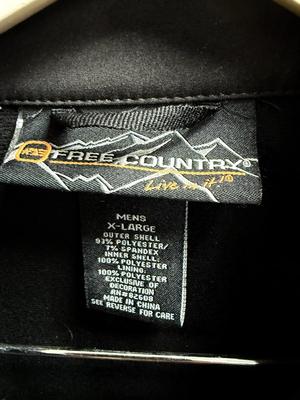 FREE COUNTRY®
Live in it!®
MENS
X-LARGE
OUTER SHELL
93% POLYESTER/
7% SPANDEX
INNER SHELL:
100% POLYESTER
LINING:
100% POLYESTER
EXCLUSIVE OF
DECORATION
RN#82608
MADE IN CHINA
SEE REVERSE FOR CARE